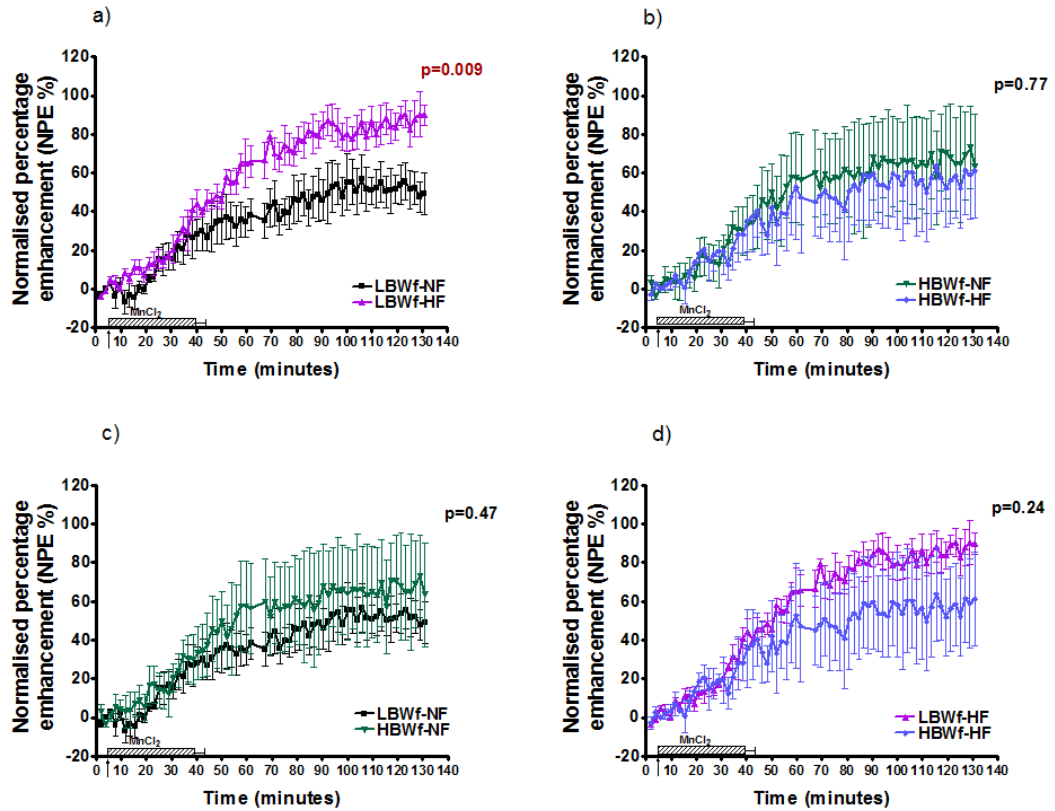 a)
Normalised percentage
enhancement (NPE %)
120
100
80
60
40
20
0
-20
p=0.009
LBWf-NF
LBWf-HF
MnCl2
0 10 20 30 40 50 60 70 80 90 100 110 120 130 140
Time (minutes)
b)
Normalised percentage
enhancement (NPE %)
120
100
80
60
40
20
0
-20
p=0.77
HBWf-NF
HBWf-HF
MnCl2
0 10 20 30 40 50 60 70 80 90 100 110 120 130 140
Time (minutes)
c)
Normalised percentage
enhancement (NPE %)
120
100
80
60
40
20
0
-20
p=0.47
LBWf-NF
HBWf-NF
MnCl2
0 10 20 30 40 50 60 70 80 90 100 110 120 130 140
Time (minutes)
d)
Normalised percentage
enhancement (NPE %)
120
100
80
60
40
20
0
-20
p=0.24
LBWf-HF
HBWf-HF
MnCl2
0 10 20 30 40 50 60 70 80 90 100 110 120 130 140
Time (minutes)